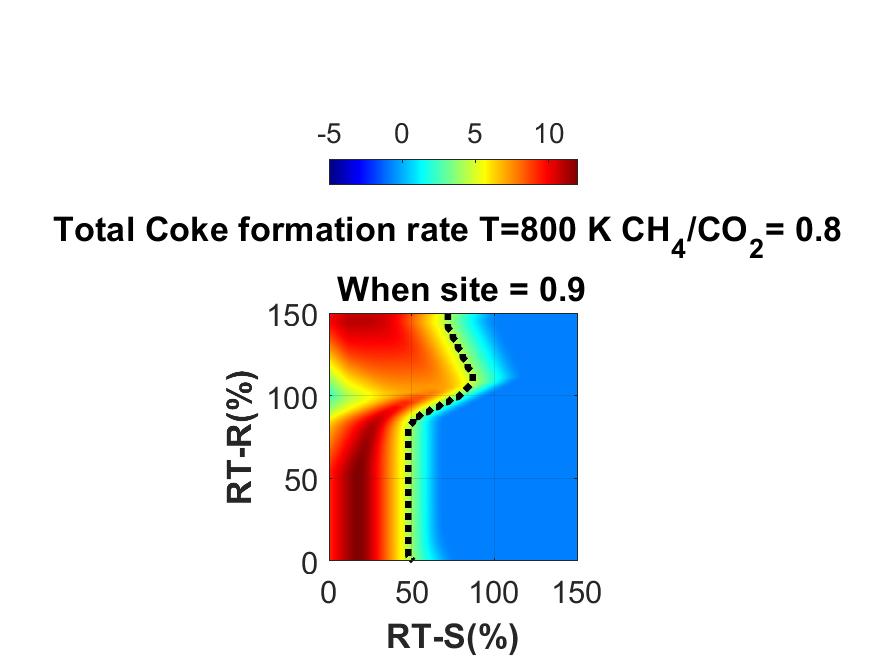 -5 0 5 10
Total Coke formation rate T=800 K CH₄/CO₂= 0.8
When site = 0.9
150
100
50
0
RT-R(%)
0 50 100 150
RT-S(%)